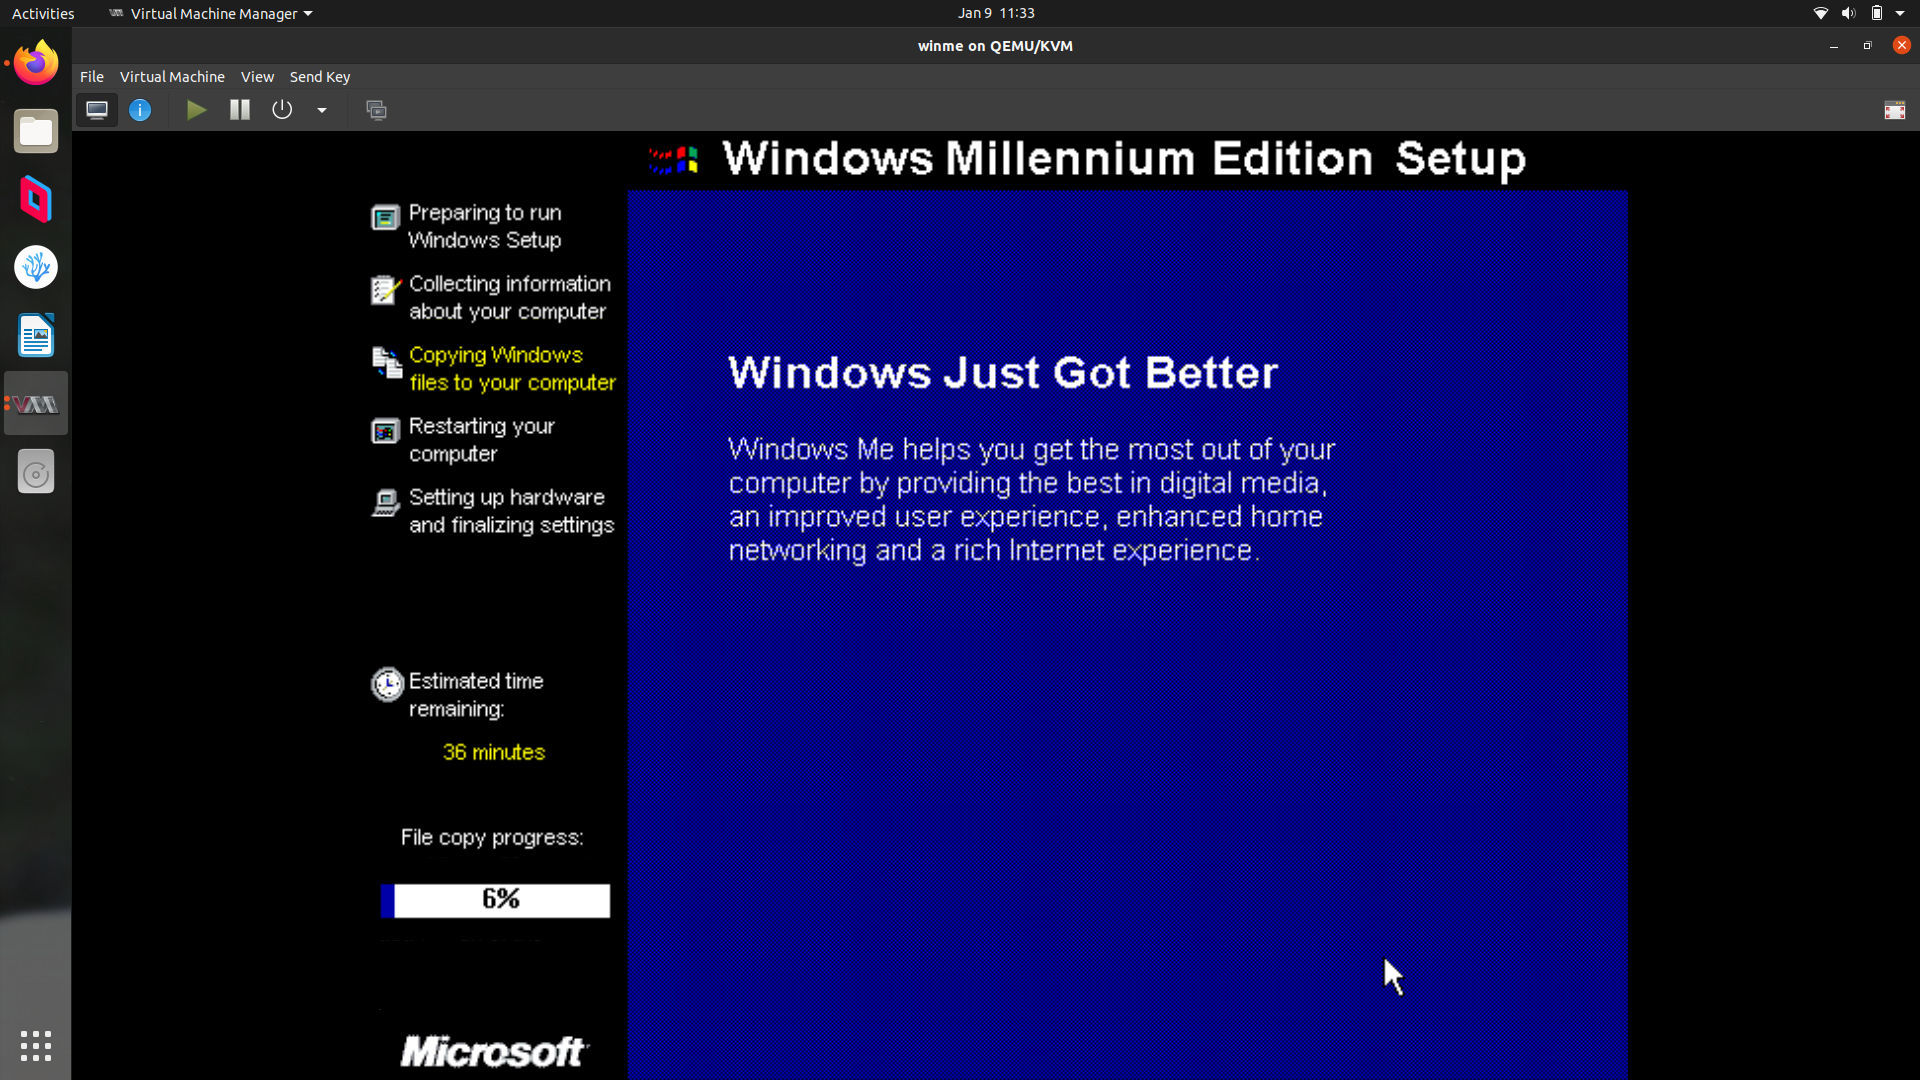 Activities
Virtual Machine Manager
Jan 9 11:33
winme on QEMU/KVM
File Virtual Machine View Send Key
Windows Millennium Edition Setup
Preparing to run
Windows Setup
Collecting information
about your computer
Copying Windows
files to your computer
Restarting your
computer
Setting up hardware
and finalizing settings
Estimated time
remaining:
36 minutes
File copy progress:
6%
Microsoft
Windows Just Got Better
Windows Me helps you get the most out of your
computer by providing the best in digital media,
an improved user experience, enhanced home
networking and a rich Internet experience.